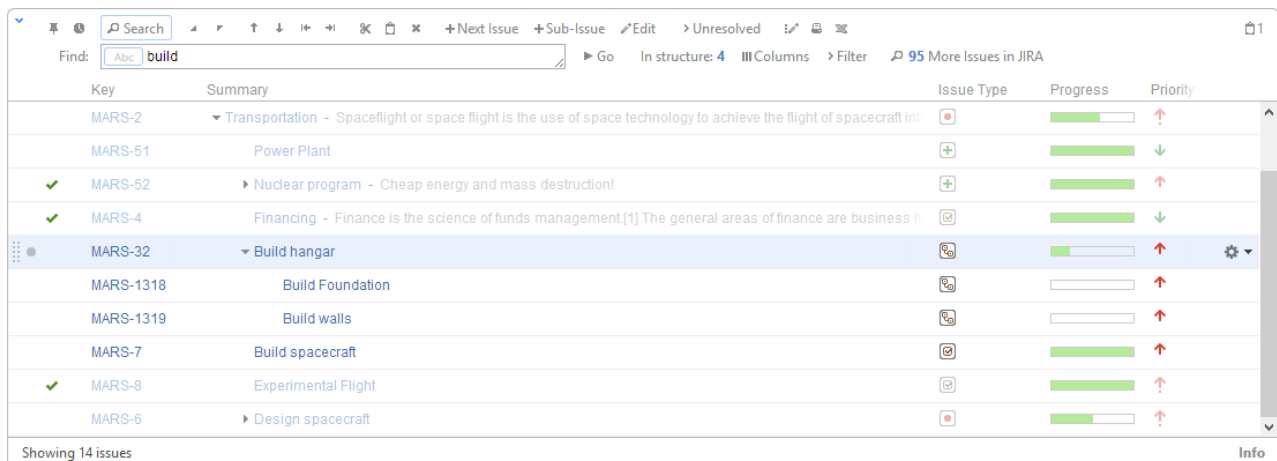 Search +Next Issue +Sub-Issue Edit Unresolved 1
Find: Abc build Go In structure: 4 Columns Filter 95 More Issues in JIRA
Key Summary Issue Type Progress Priority
MARS-2 Transportation - Spaceflight or space flight is the use of space technology to achieve the flight of spacecraft int
MARS-51 Power Plant
MARS-52 Nuclear program - Cheap energy and mass destruction!
MARS-4 Financing - Finance is the science of funds management.[1] The general areas of finance are business f
MARS-32 Build hangar
MARS-1318 Build Foundation
MARS-1319 Build walls
MARS-7 Build spacecraft
MARS-8 Experimental Flight
MARS-6 Design spacecraft
Showing 14 issues Info